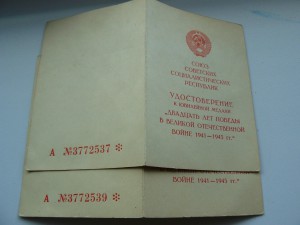 СОЮЗ
СОВЕТСКИХ
СОЦИАЛИСТИЧЕСКИХ
РЕСПУБЛИК
УДОСТОВЕРЕНИЕ
К ЮБИЛЕЙНОЙ МЕДАЛИ
„ДВАДЦАТЬ ЛЕТ ПОБЕДЫ
В ВЕЛИКОЙ ОТЕЧЕСТВЕННОЙ
ВОЙНЕ 1941—1945 гг."
А №3772537 ✻
ВОЙНЕ 1941—1945 гг."
А №3772539 ✻